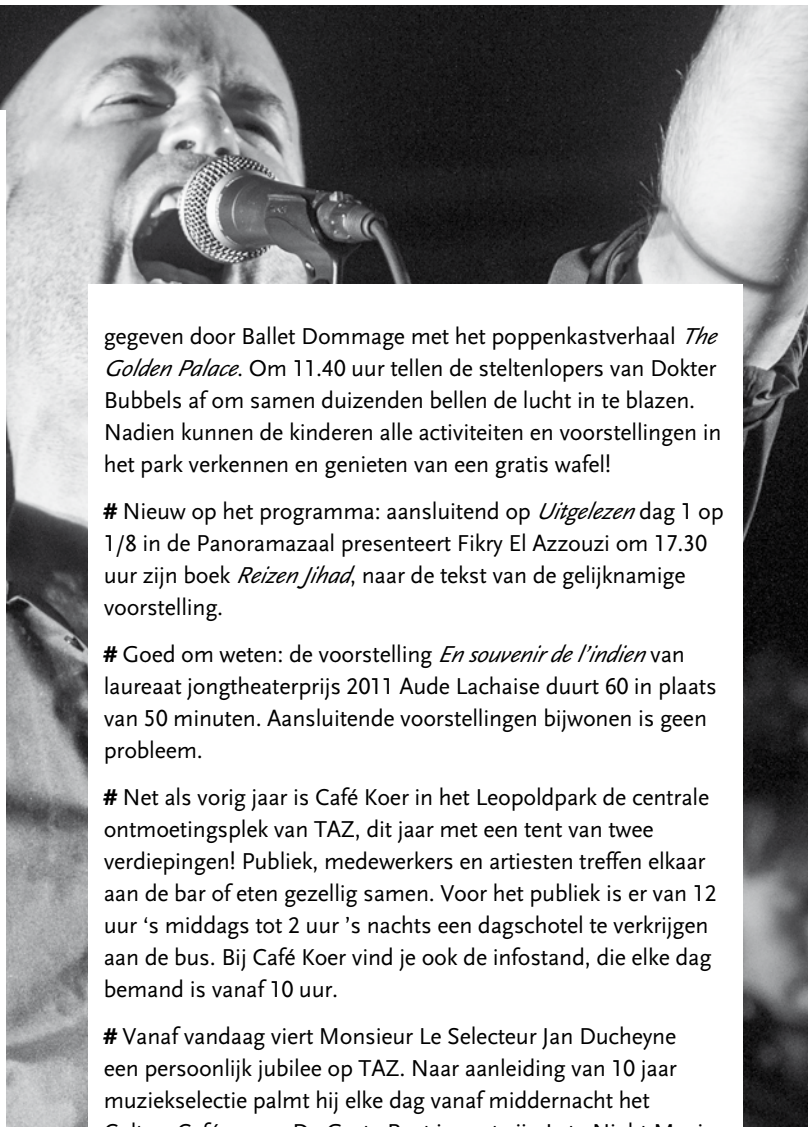 gegeven door Ballet Dommage met het poppenkastverhaal The
Golden Palace. Om 11.40 uur tellen de steltenlopers van Dokter
Bubbels af om samen duizenden bellen de lucht in te blazen.
Nadien kunnen de kinderen alle activiteiten en voorstellingen in
het park verkennen en genieten van een gratis wafel!
# Nieuw op het programma: aansluitend op Uitgelezen dag 1 op
1/8 in de Panoramazaal presenteert Fikry El Azzouzi om 17.30
uur zijn boek Reizen Jihad, naar de tekst van de gelijknamige
voorstelling.
# Goed om weten: de voorstelling En souvenir de l'indien van
laureaat jongtheaterprijs 2011 Aude Lachaise duurt 60 in plaats
van 50 minuten. Aansluitende voorstellingen bijwonen is geen
probleem.
# Net als vorig jaar is Café Koer in het Leopoldpark de centrale
ontmoetingsplek van TAZ, dit jaar met een tent van twee
verdiepingen! Publiek, medewerkers en artiesten treffen elkaar
aan de bar of eten gezellig samen. Voor het publiek is er van 12
uur ‘s middags tot 2 uur ’s nachts een dagschotel te verkrijgen
aan de bus. Bij Café Koer vind je ook de infostand, die elke dag
bemand is vanaf 10 uur.
# Vanaf vandaag viert Monsieur Le Selecteur Jan Ducheyne
een persoonlijk jubilee op TAZ. Naar aanleiding van 10 jaar
muziekselectie palmt hij elke dag vanaf middernacht het